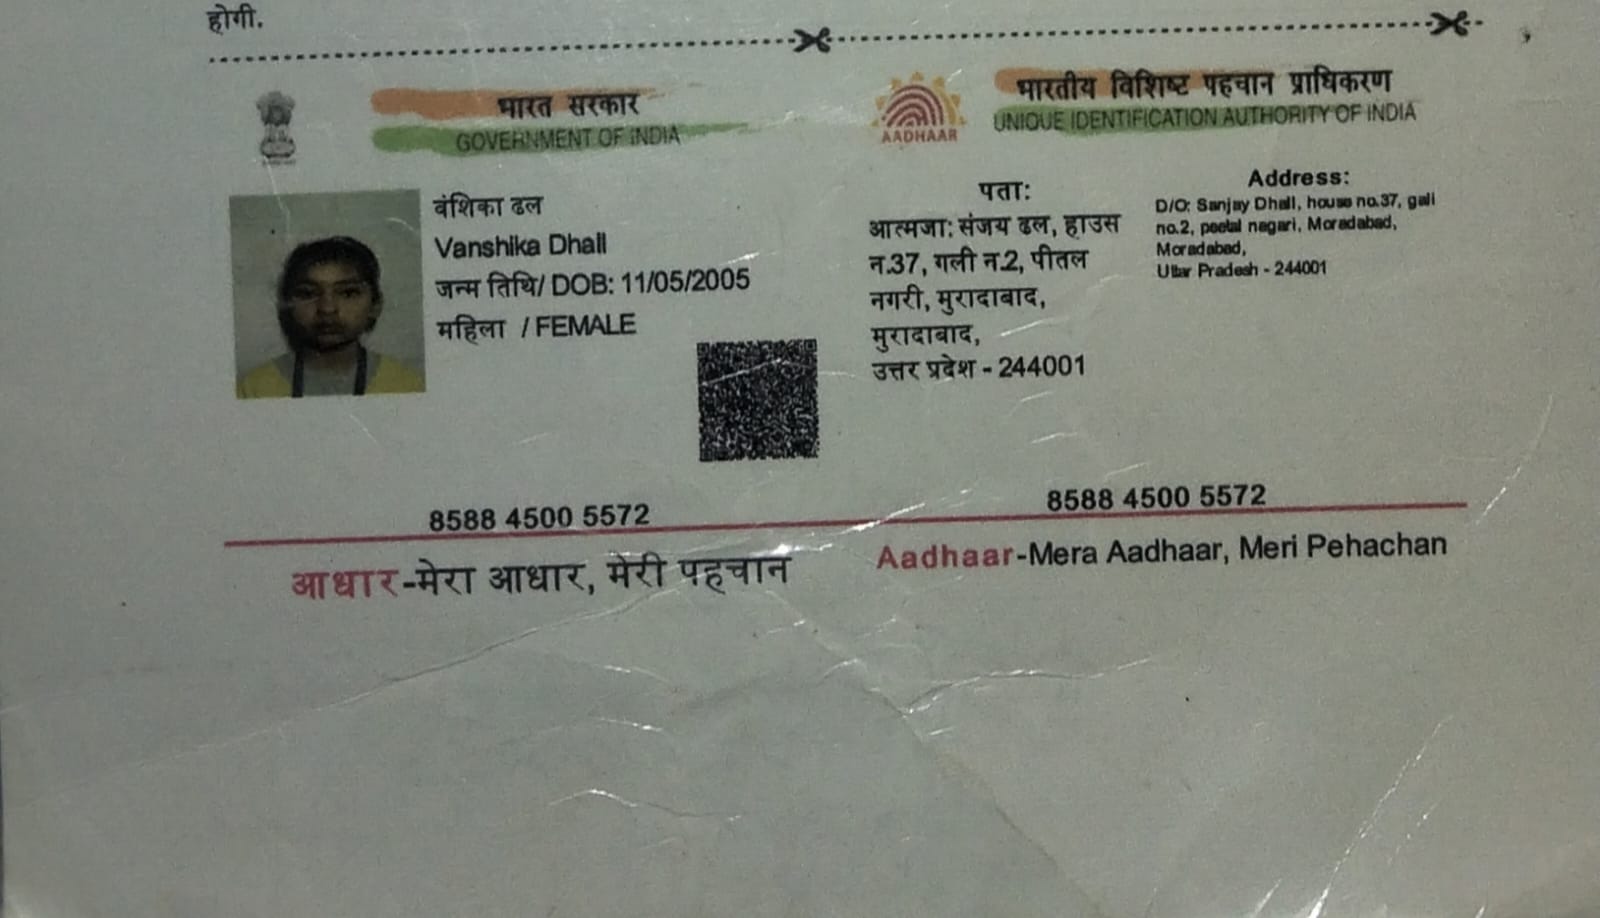 होगी.
भारत सरकार
GOVERNMENT OF INDIA
वंशिका ढल
Vanshika Dhall
जन्म तिथि/ DOB: 11/05/2005
महिला / FEMALE
8588 4500 5572
आधार-मेरा आधार, मेरी पहचान
AADHAAR
भारतीय विशिष्ट पहचान प्राधिकरण
UNIQUE IDENTIFICATION AUTHORITY OF INDIA
पता:
आत्मजा: संजय ढल, हाउस
न.37, गली न.2, पीतल
नगरी, मुरादाबाद,
मुरादाबाद,
उत्तर प्रदेश - 244001
Address:
D/O: Sanjay Dhall, house no.37, gali
no.2, peetal nagari, Moradabad,
Moradabad,
Uttar Pradesh - 244001
8588 4500 5572
Aadhaar-Mera Aadhaar, Meri Pehachan